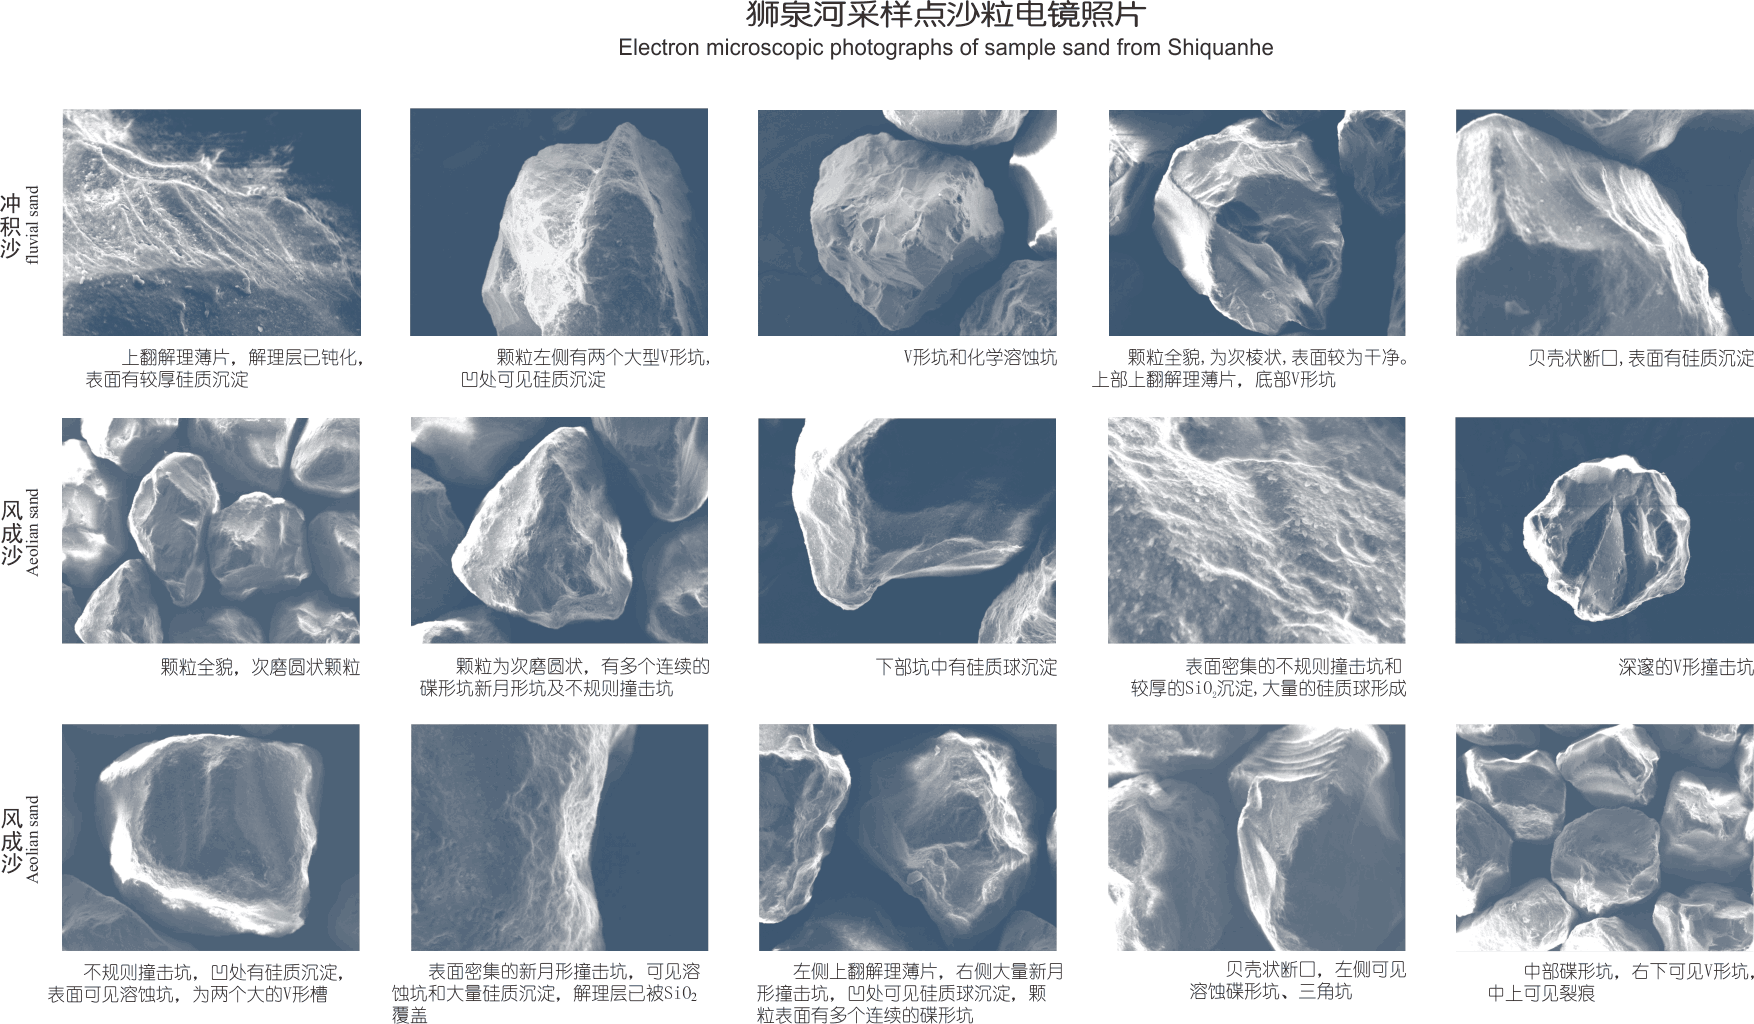 狮泉河采样点沙粒电镜照片
Electron microscopic photographs of sample sand from Shiquanhe
冲积沙
fluvial sand
上翻解理薄片，解理层已钝化，
表面有较厚硅质沉淀
颗粒左侧有两个大型V形坑，
凹处可见硅质沉淀
V形坑和化学溶蚀坑
颗粒全貌,为次棱状,表面较为干净。
上部上翻解理薄片，底部V形坑
贝壳状断口,表面有硅质沉淀
风成沙
Aeolian sand
颗粒全貌，次磨圆状颗粒
颗粒为次磨圆状，有多个连续的
碟形坑新月形坑及不规则撞击坑
下部坑中有硅质球沉淀
表面密集的不规则撞击坑和
较厚的SiO₂沉淀,大量的硅质球形成
深邃的V形撞击坑
风成沙
Aeolian sand
不规则撞击坑，凹处有硅质沉淀，
表面可见溶蚀坑，为两个大的V形槽
表面密集的新月形撞击坑，可见溶
蚀坑和大量硅质沉淀，解理层已被SiO₂
覆盖
左侧上翻解理薄片，右侧大量新月
形撞击坑，凹处可见硅质球沉淀，颗
粒表面有多个连续的碟形坑
贝壳状断口，左侧可见
溶蚀碟形坑、三角坑
中部碟形坑，右下可见V形坑，
中上可见裂痕